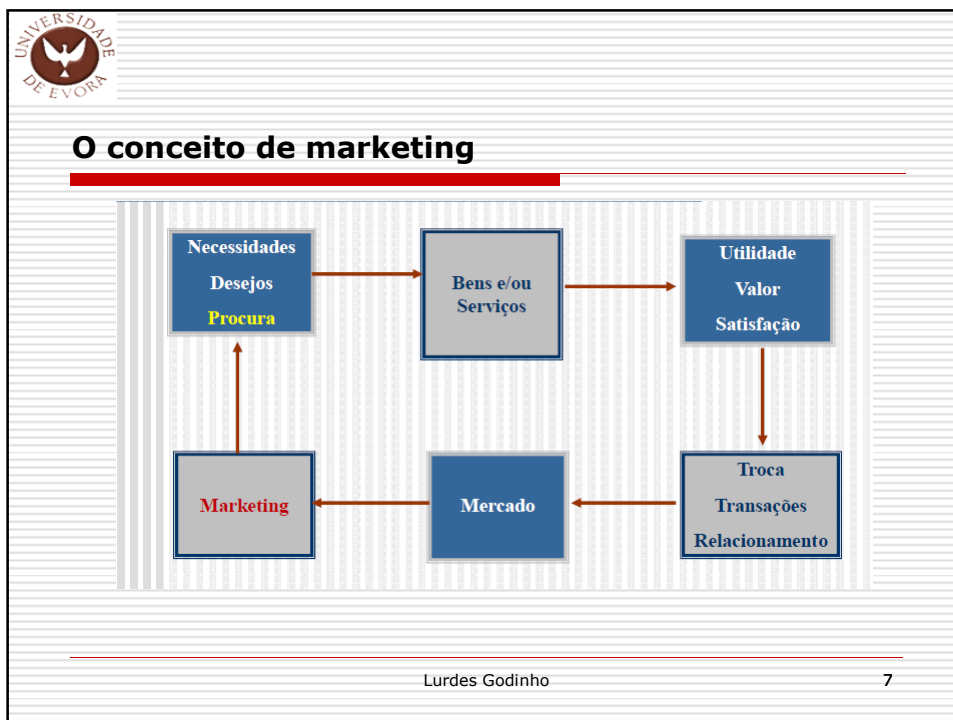 UNIVERSIDADE
DE EVORA
O conceito de marketing
Necessidades
Desejos
Procura
Bens e/ou
Serviços
Utilidade
Valor
Satisfação
Marketing
Mercado
Troca
Transações
Relacionamento
Lurdes Godinho
7